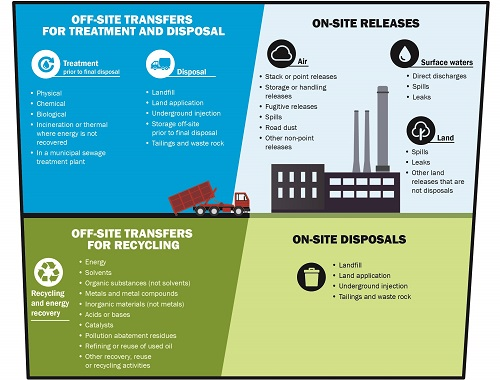 OFF-SITE TRANSFERS
FOR TREATMENT AND DISPOSAL
Treatment
prior to final disposal
• Physical
• Chemical
• Biological
• Incineration or thermal
where energy is not
recovered
• In a municipal sewage
treatment plant
Disposal
• Landfill
• Land application
• Underground injection
• Storage off-site
prior to final disposal
• Tailings and waste rock
ON-SITE RELEASES
Air
• Stack or point releases
• Storage or handling
releases
• Fugitive releases
• Spills
• Road dust
• Other non-point
releases
Surface waters
• Direct discharges
• Spills
• Leaks
Land
• Spills
• Leaks
• Other land
releases that are
not disposals
OFF-SITE TRANSFERS
FOR RECYCLING
Recycling
and energy
recovery
• Energy
• Solvents
• Organic substances (not solvents)
• Metals and metal compounds
• Inorganic materials (not metals)
• Acids or bases
• Catalysts
• Pollution abatement residues
• Refining or reuse of used oil
• Other recovery, reuse
or recycling activities
ON-SITE DISPOSALS
• Landfill
• Land application
• Underground injection
• Tailings and waste rock